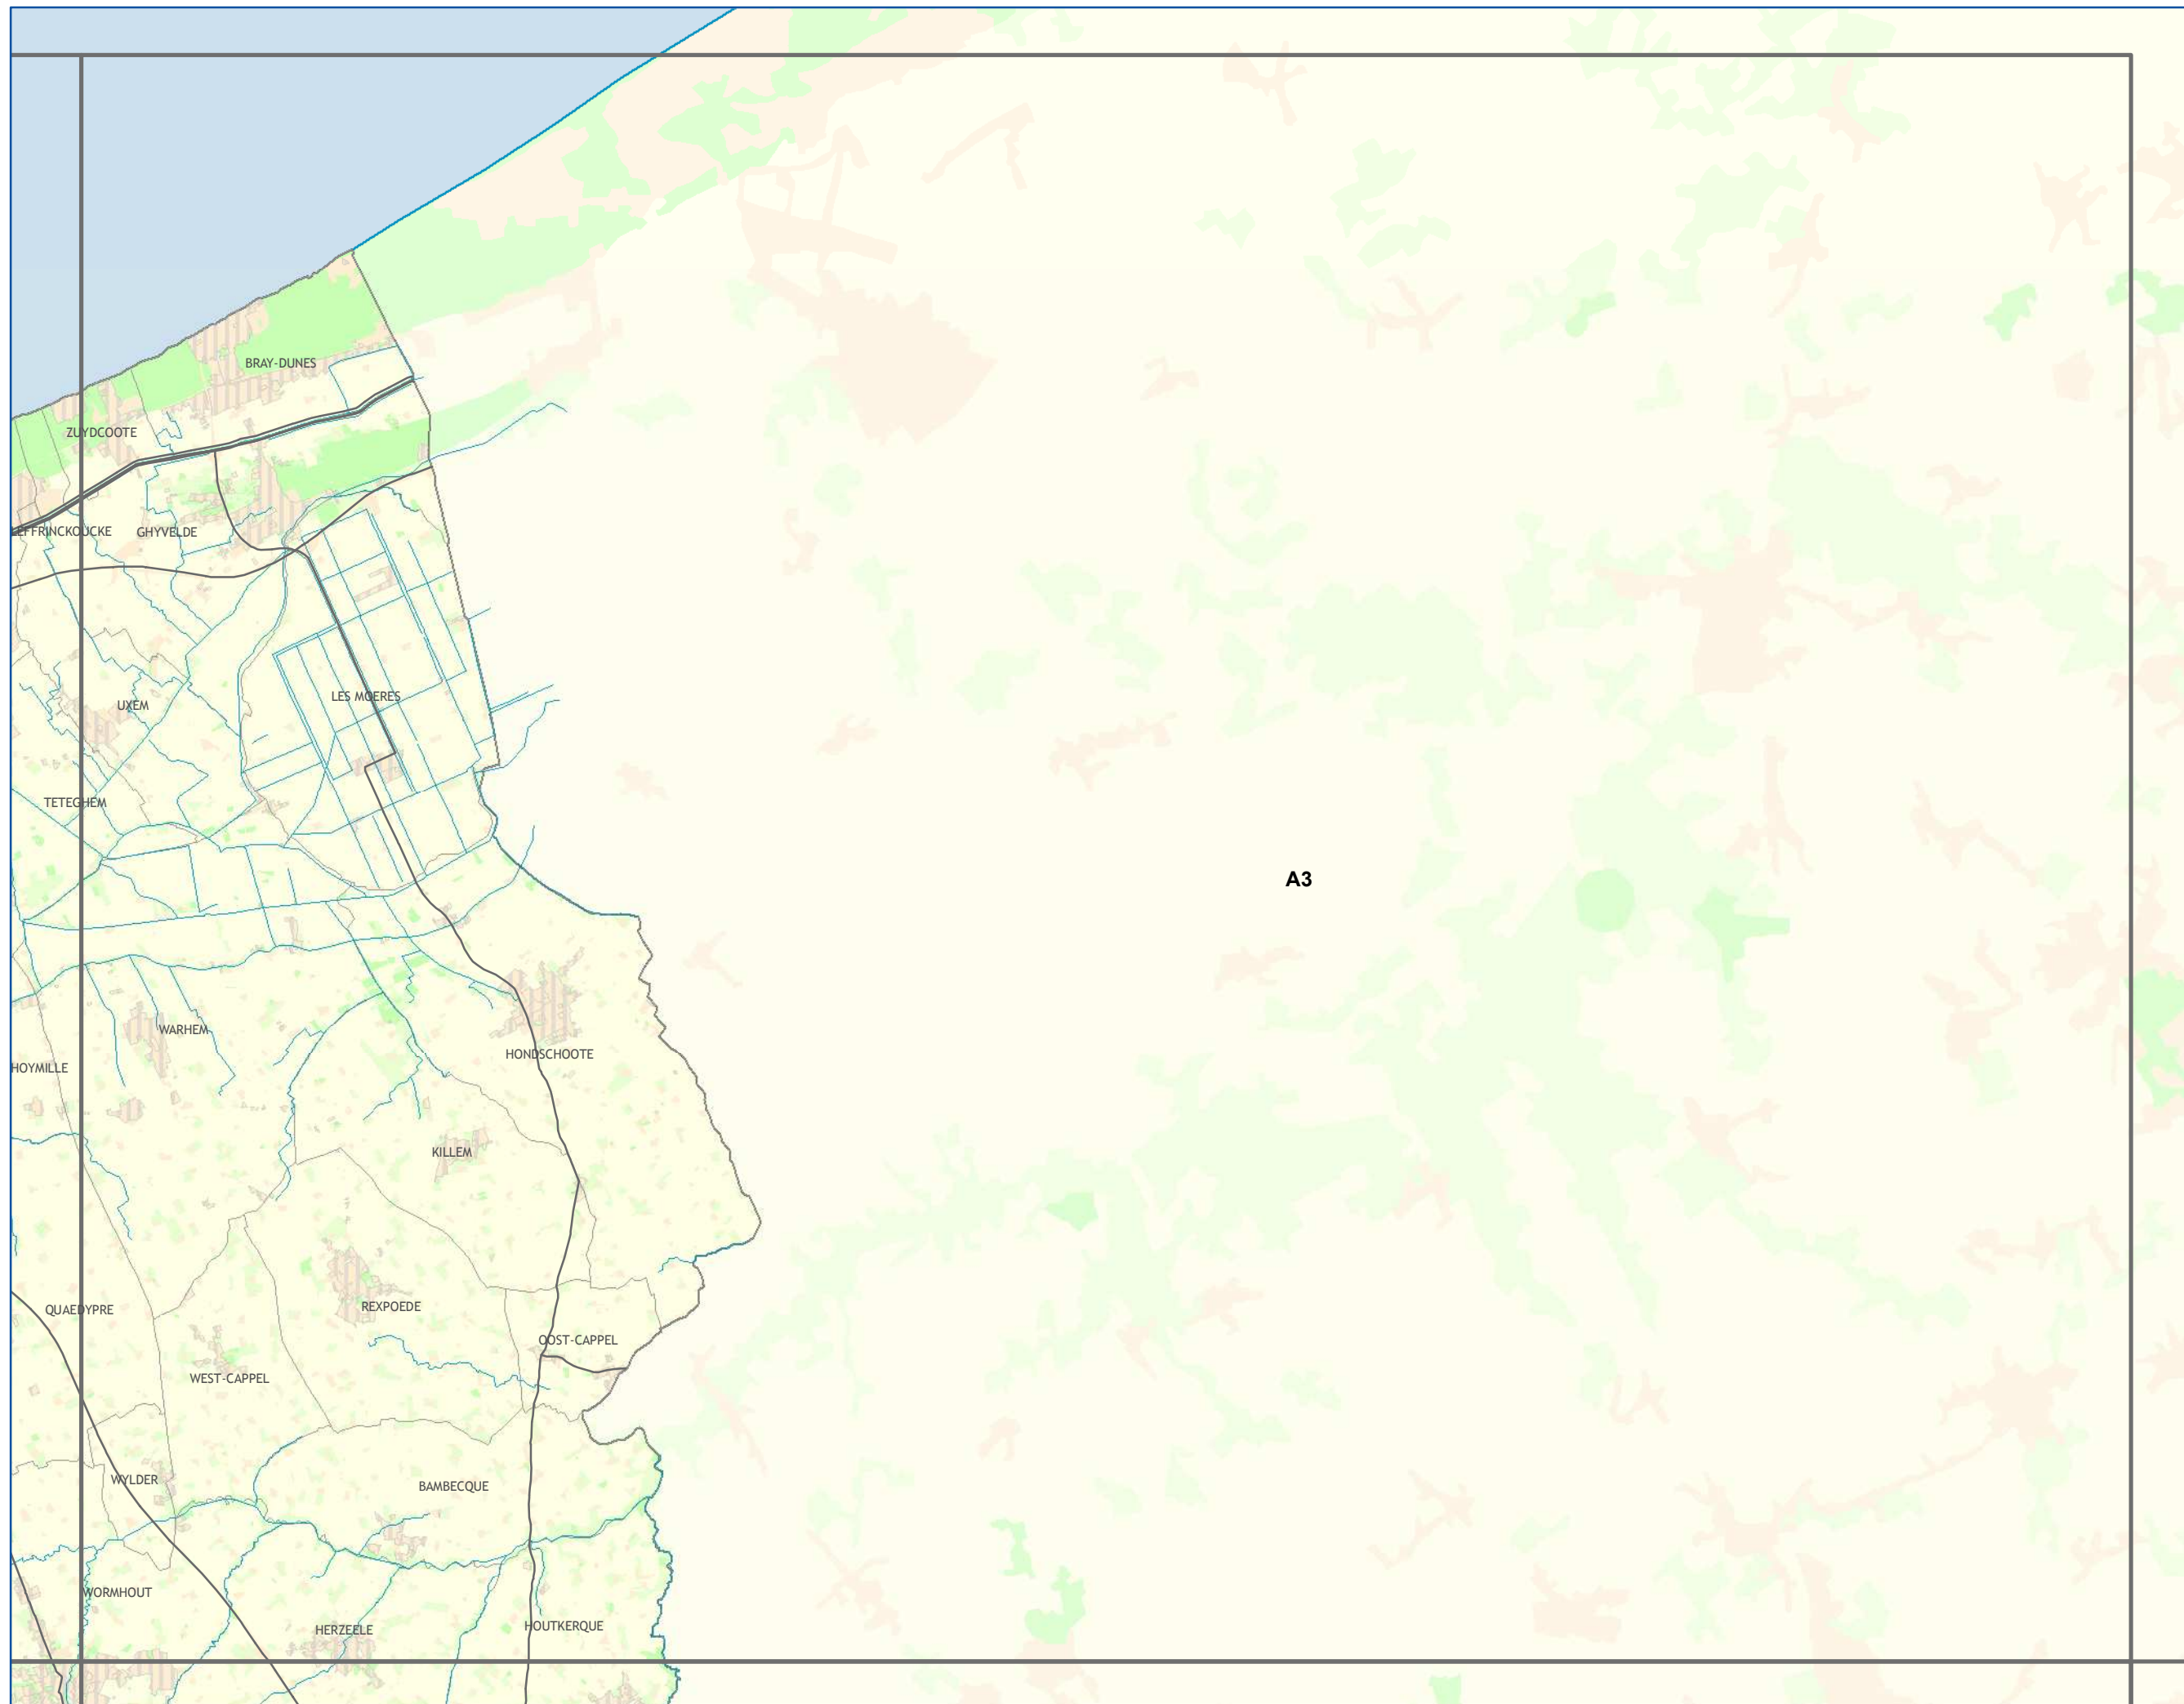 BRAY-DUNES
ZUYDCOOTE
LEFFRINCKOUCKE
GHYVELDE
LES MOERES
UXEM
TETEGHEM
A3
WARHEM
HONDSCHOOTE
HOYMILLE
KILLEM
REXPOEDE
QUAEDYPRE
OOST-CAPPEL
WEST-CAPPEL
WYLDER
BAMBECQUE
WORMHOUT
HOUTKERQUE
HERZEELE